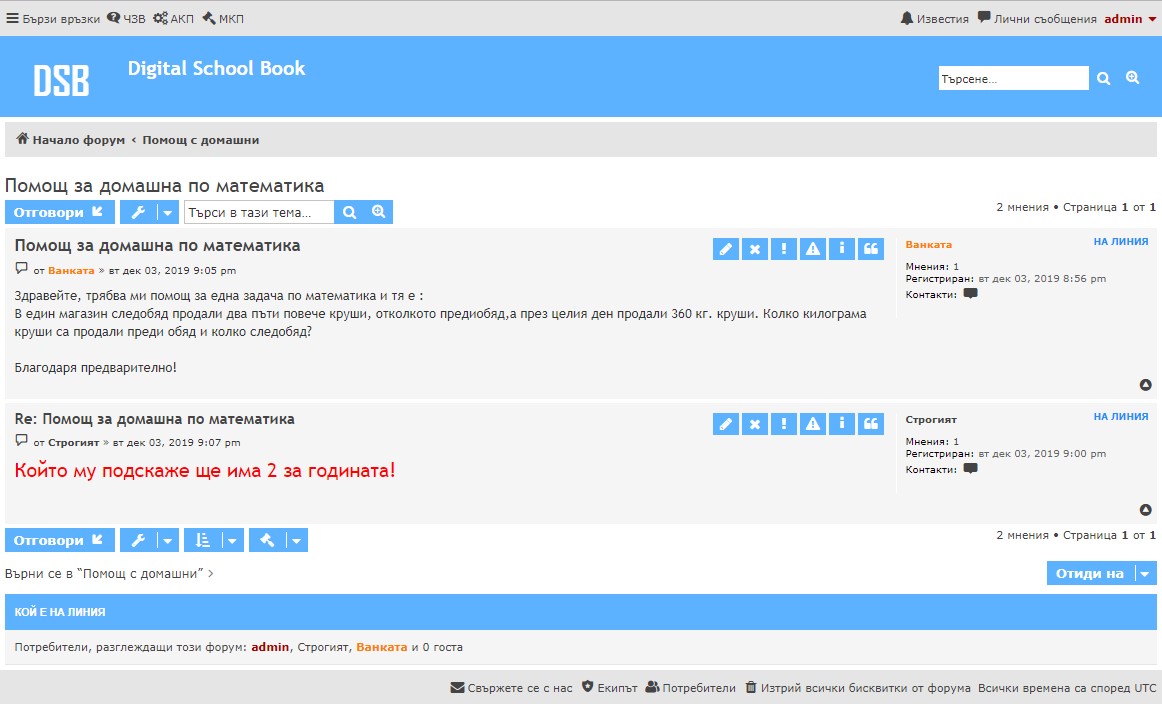 Бързи връзки ЧЗВ АКП МКП Известия Лични съобщения admin
DSB Digital School Book
Търсене…
Начало форум ‹ Помощ с домашни
Помощ за домашна по математика
Отговори Търси в тази тема… 2 мнения • Страница 1 от 1
Помощ за домашна по математика
от Ванката » вт дек 03, 2019 9:05 pm
Здравейте, трябва ми помощ за една задача по математика и тя е :
В един магазин следобяд продали два пъти повече круши, отколкото предиобяд,а през целия ден продали 360 кг. круши. Колко килограма
круши са продали преди обяд и колко следобяд?
Благодаря предварително!
Ванката НА ЛИНИЯ
Мнения: 1
Регистриран: вт дек 03, 2019 8:56 pm
Контакти:
Re: Помощ за домашна по математика
от Строгият » вт дек 03, 2019 9:07 pm
Който му подскаже ще има 2 за годината!
Строгият НА ЛИНИЯ
Мнения: 1
Регистриран: вт дек 03, 2019 9:00 pm
Контакти:
Отговори 2 мнения • Страница 1 от 1
Върни се в “Помощ с домашни” Отиди на
КОЙ Е НА ЛИНИЯ
Потребители, разглеждащи този форум: admin, Строгият, Ванката и 0 госта
Свържете се с нас Екипът Потребители Изтрий всички бисквитки от форума Всички времена са според UTC